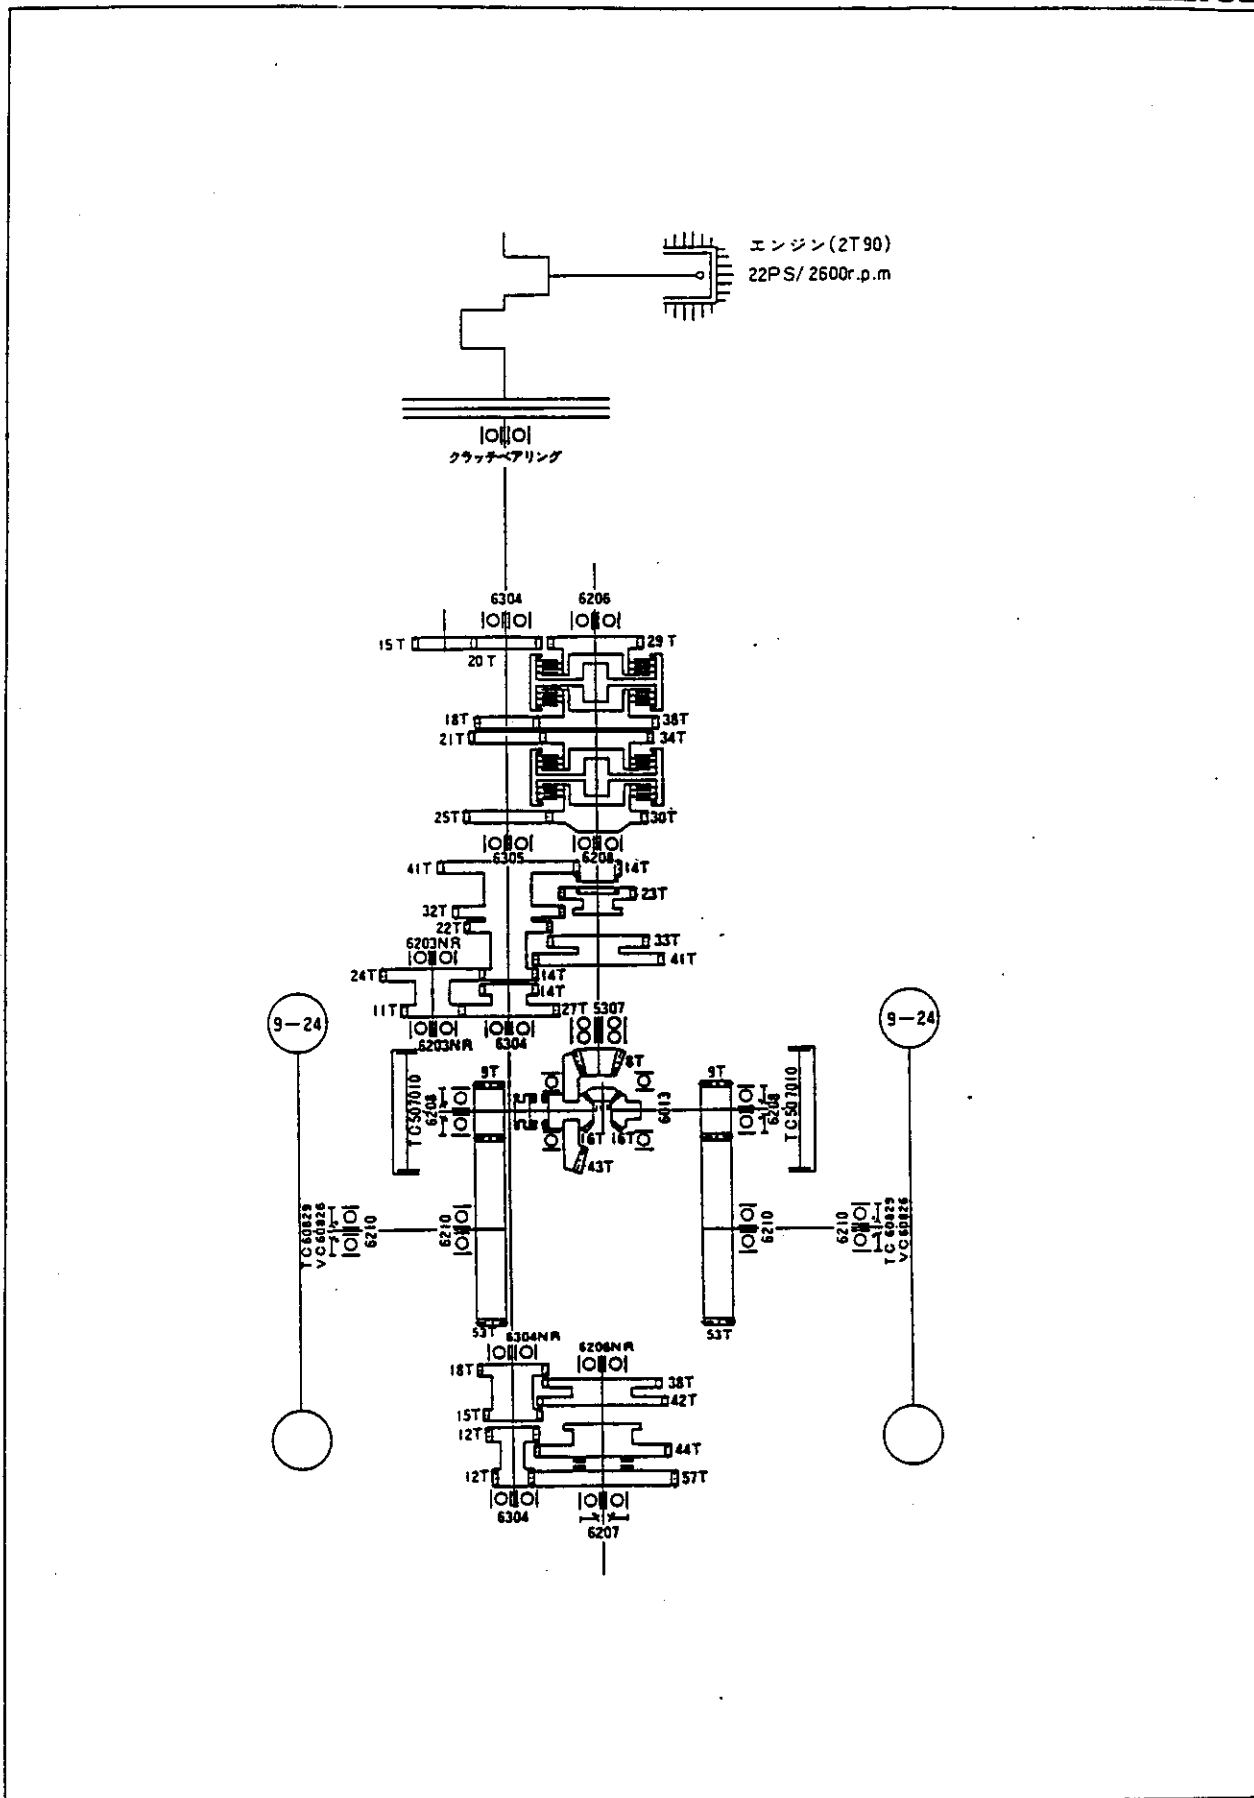 エンジン(2T90)
22PS/2600r.p.m
クラッチベアリング
6304
6206
15T
20T
29T
18T
38T
21T
34T
25T
30T
6305
6208
41T
14T
23T
32T
22T
6203NR
33T
41T
24T
14T
14T
11T
27T
5307
6203NR
6304
9-24
9-24
8T
9T
9T
TC507010
6208
6013
6208
TC507010
16T
16T
43T
TC60829
VC60826
6210
6210
6210
6210
TC60829
VC60826
53T
53T
6304NR
6206NR
18T
38T
42T
15T
12T
44T
12T
57T
6304
6207